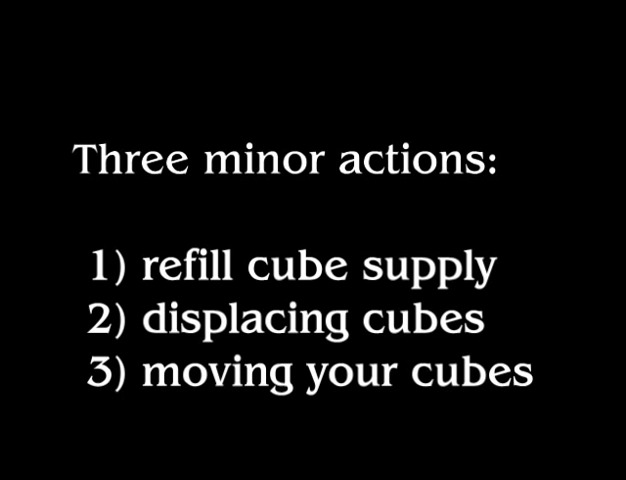 Three minor actions:
1) refill cube supply
2) displacing cubes
3) moving your cubes